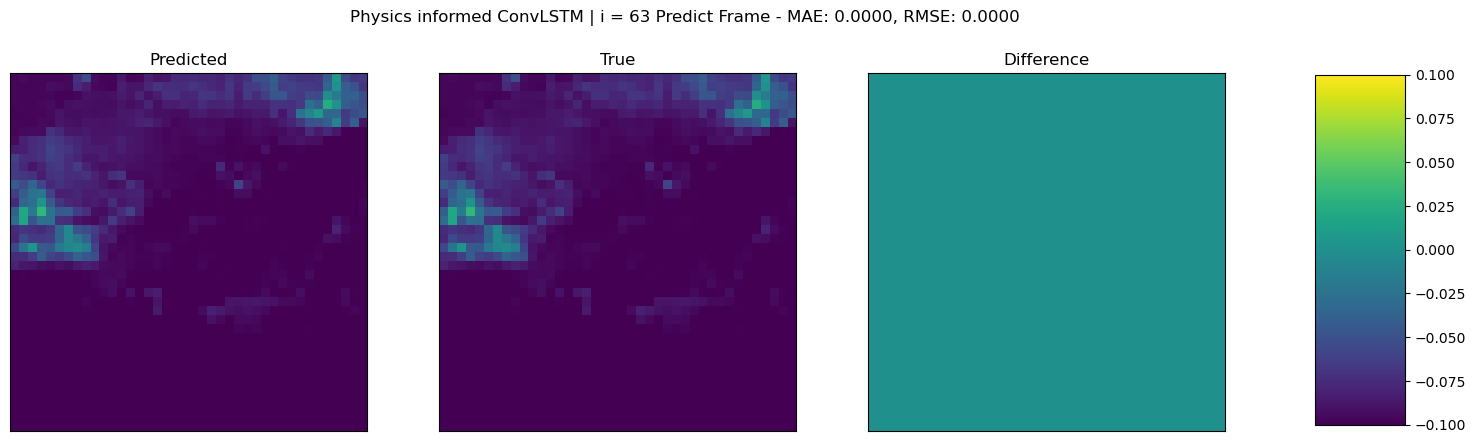 Physics informed ConvLSTM | i = 63 Predict Frame - MAE: 0.0000, RMSE: 0.0000
Predicted
True
Difference
0.100
0.075
0.050
0.025
0.000
−0.025
−0.050
−0.075
−0.100